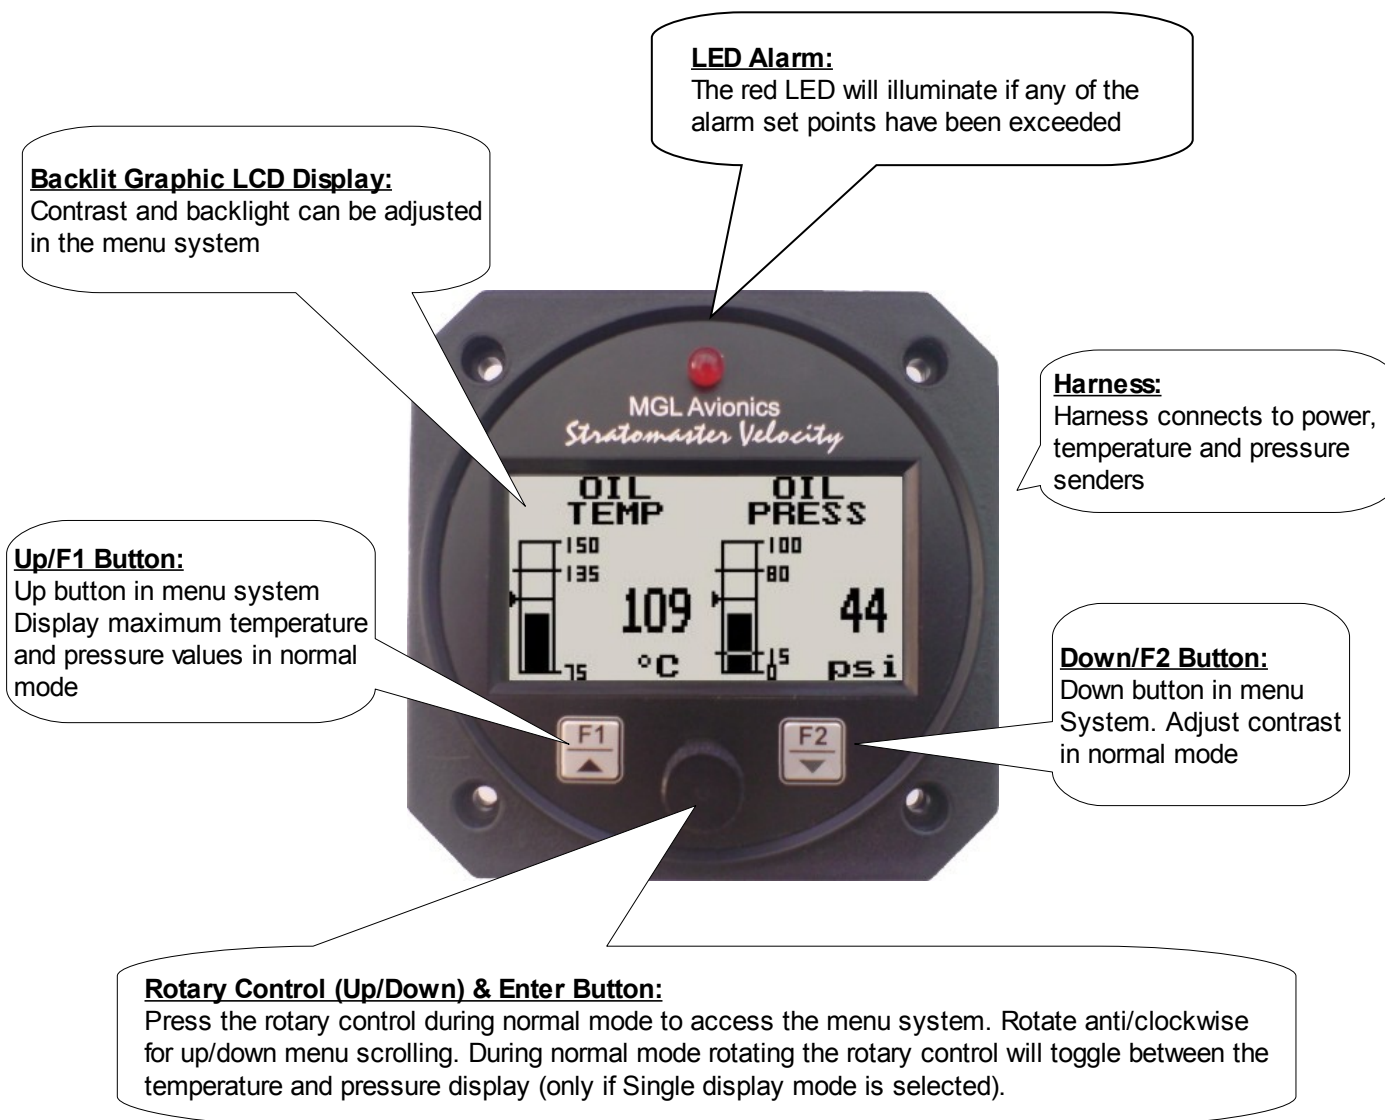 LED Alarm:
The red LED will illuminate if any of the
alarm set points have been exceeded
Backlit Graphic LCD Display:
Contrast and backlight can be adjusted
in the menu system
Harness:
Harness connects to power,
temperature and pressure
senders
MGL Avionics
Stratomaster Velocity
OIL
TEMP
150
135
109
75
°C
OIL
PRESS
100
80
44
15
0
psi
Up/F1 Button:
Up button in menu system
Display maximum temperature
and pressure values in normal
mode
Down/F2 Button:
Down button in menu
System. Adjust contrast
in normal mode
F1
F2
Rotary Control (Up/Down) & Enter Button:
Press the rotary control during normal mode to access the menu system. Rotate anti/clockwise
for up/down menu scrolling. During normal mode rotating the rotary control will toggle between the
temperature and pressure display (only if Single display mode is selected).